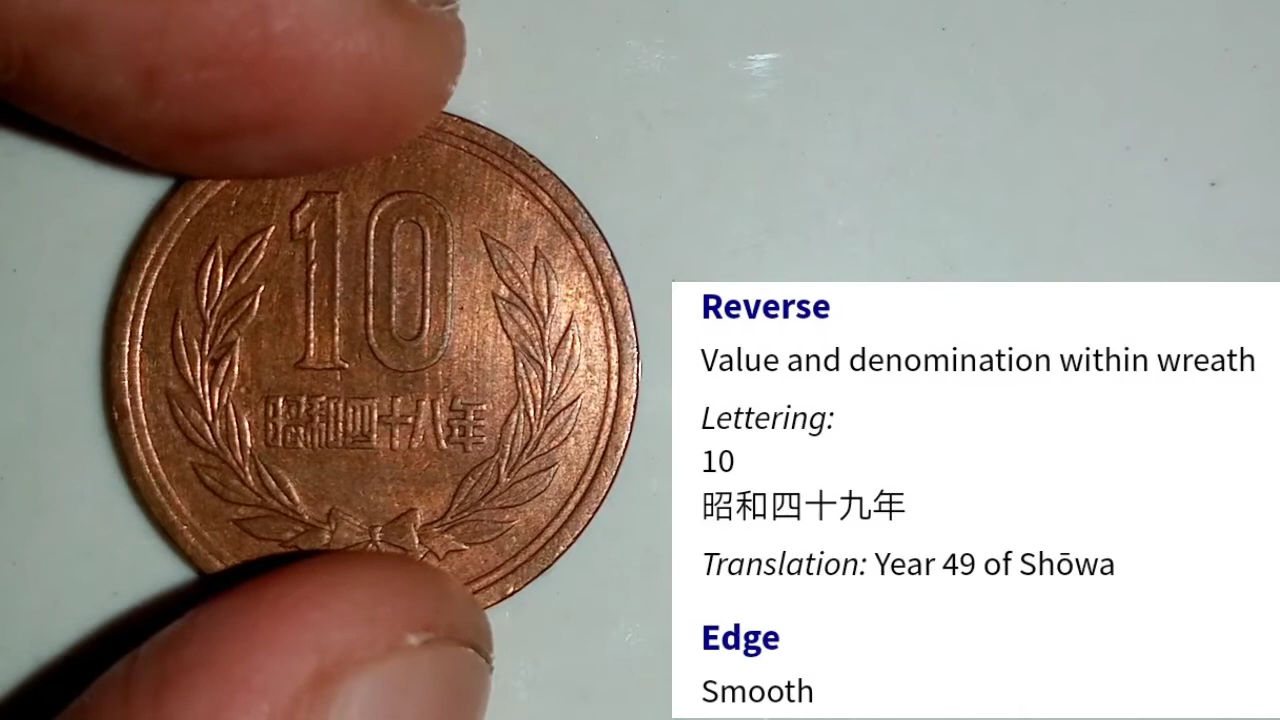 10
昭和四十八年
Reverse
Value and denomination within wreath
Lettering:
10
昭和四十九年
Translation: Year 49 of Shōwa
Edge
Smooth